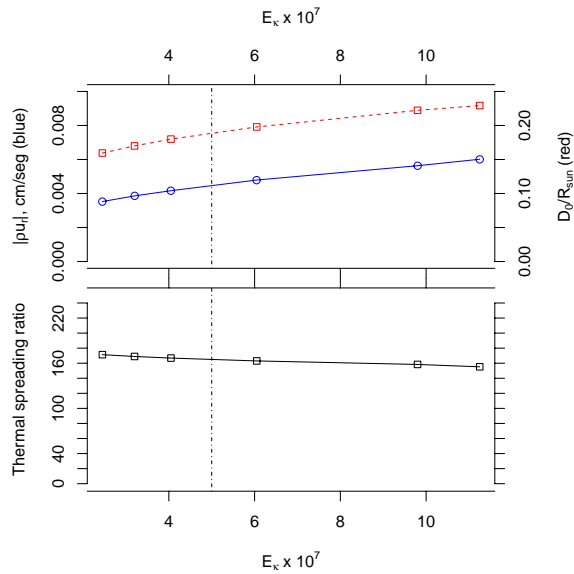 E_κ x 10^7
4 6 8 10
|ρu_r|, cm/seg (blue)
0.000 0.004 0.008
D_0/R_sun (red)
0.00 0.10 0.20
Thermal spreading ratio
0 40 100 160 220
4 6 8 10
E_κ x 10^7